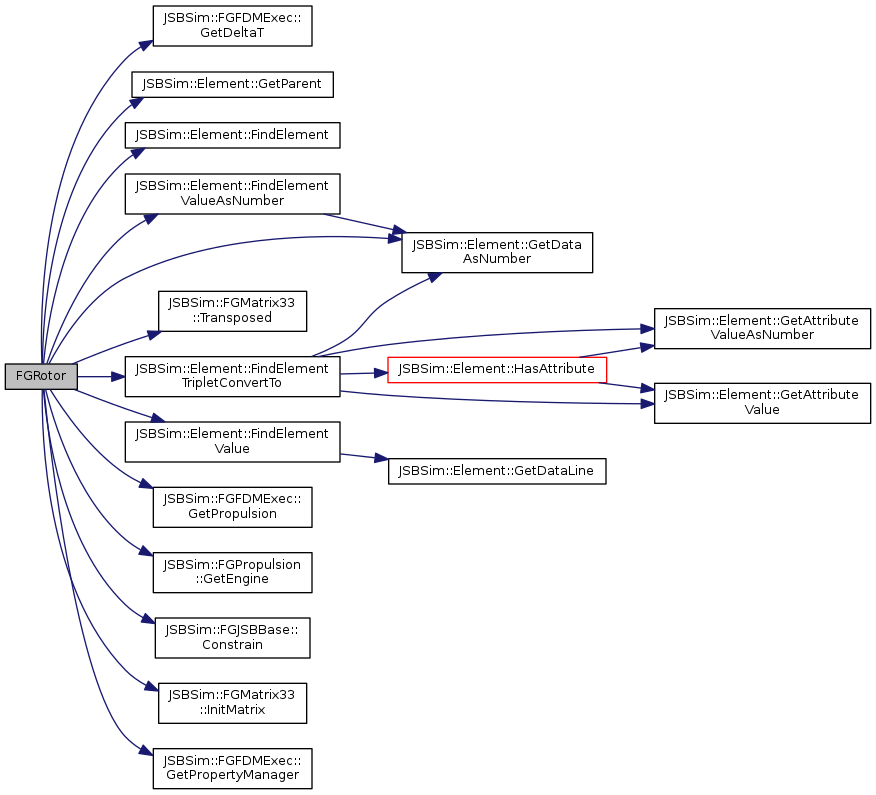 JSBSim::FGFDMExec::
GetDeltaT
JSBSim::Element::GetParent
JSBSim::Element::FindElement
JSBSim::Element::FindElement
ValueAsNumber
JSBSim::Element::GetData
AsNumber
JSBSim::FGMatrix33
::Transposed
JSBSim::Element::GetAttribute
ValueAsNumber
FGRotor
JSBSim::Element::FindElement
TripletConvertTo
JSBSim::Element::HasAttribute
JSBSim::Element::GetAttribute
Value
JSBSim::Element::FindElement
Value
JSBSim::Element::GetDataLine
JSBSim::FGFDMExec::
GetPropulsion
JSBSim::FGPropulsion
::GetEngine
JSBSim::FGJSBBase::
Constrain
JSBSim::FGMatrix33
::InitMatrix
JSBSim::FGFDMExec::
GetPropertyManager